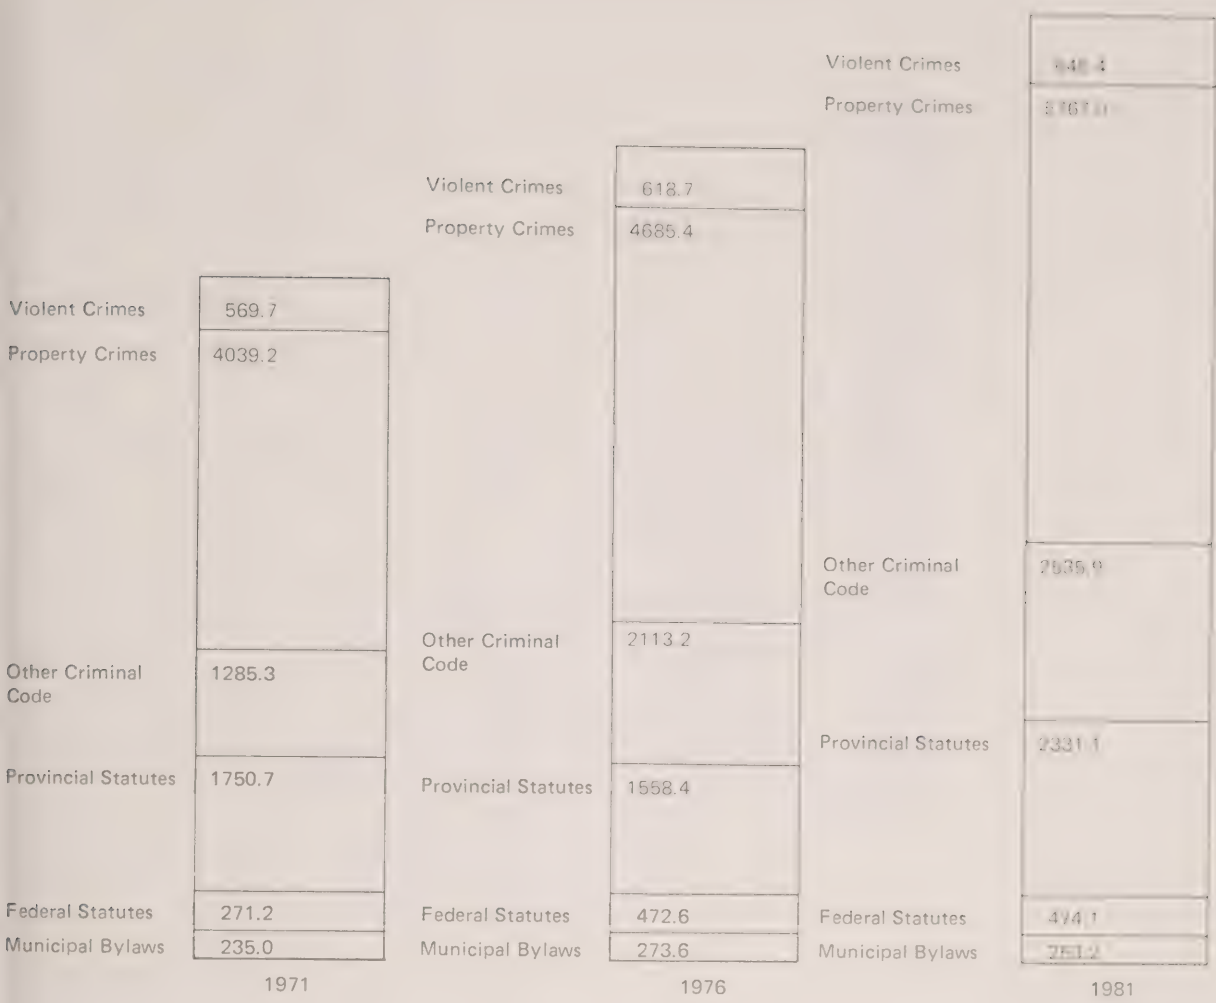 Violent Crimes
Property Crimes
Violent Crimes 618.7
Property Crimes 4685.4
Violent Crimes 569.7
Property Crimes 4039.2
Other Criminal
Code
Other Criminal 2113.2
Code
Other Criminal 1285.3
Code
Provincial Statutes 2331.1
Provincial Statutes 1750.7
Provincial Statutes 1558.4
Federal Statutes 271.2
Federal Statutes 472.6
Federal Statutes
Municipal Bylaws 235.0
Municipal Bylaws 273.6
Municipal Bylaws
1971
1976
1981